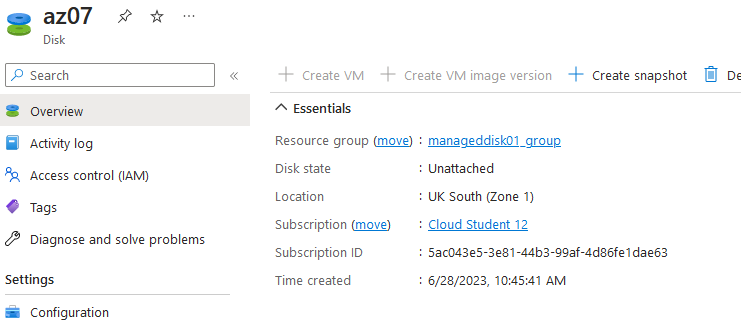 az07
Disk
Search
Overview
Activity log
Access control (IAM)
Tags
Diagnose and solve problems
Settings
Configuration
Create VM Create VM image version Create snapshot De
Essentials
Resource group (move) : manageddisk01_group
Disk state : Unattached
Location : UK South (Zone 1)
Subscription (move) : Cloud Student 12
Subscription ID : 5ac043e5-3e81-44b3-99af-4d86fe1dae63
Time created : 6/28/2023, 10:45:41 AM